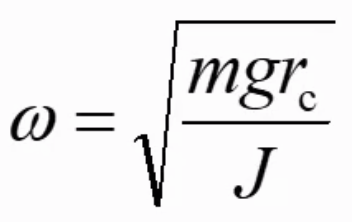 ω = √(mgr_c / J)